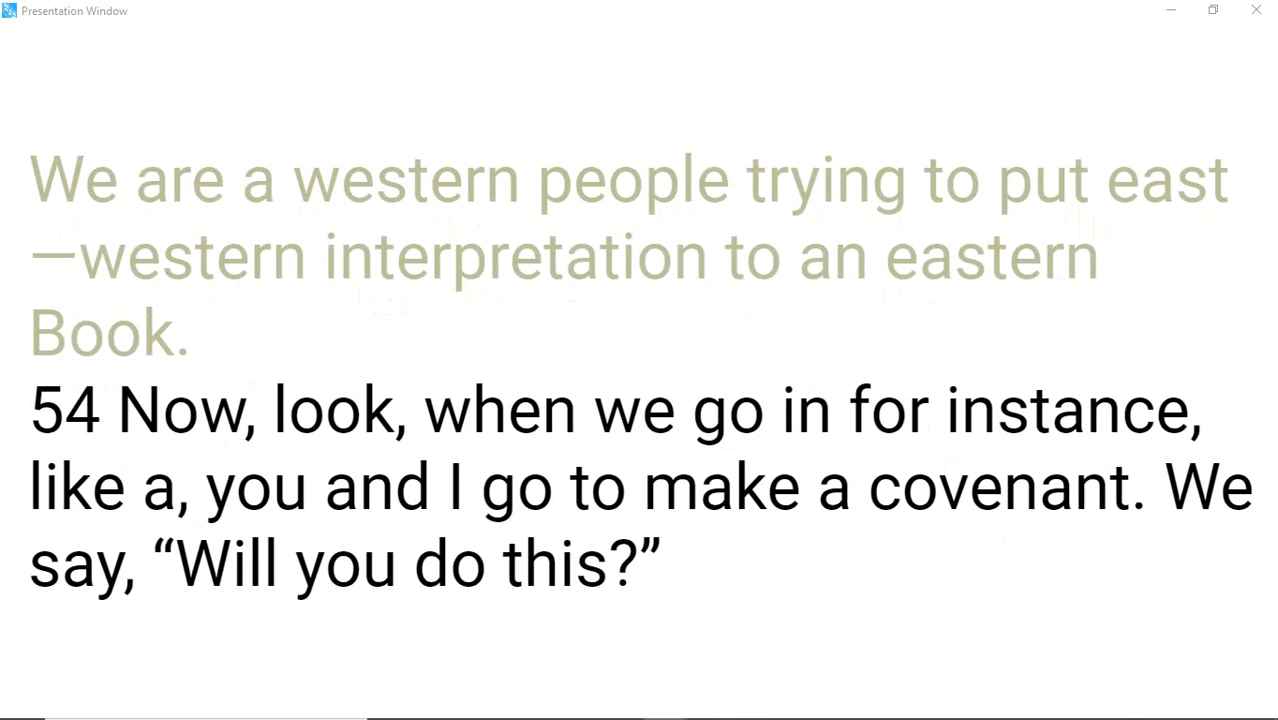 Presentation Window
We are a western people trying to put east
—western interpretation to an eastern
Book.
54 Now, look, when we go in for instance,
like a, you and I go to make a covenant. We
say, “Will you do this?”